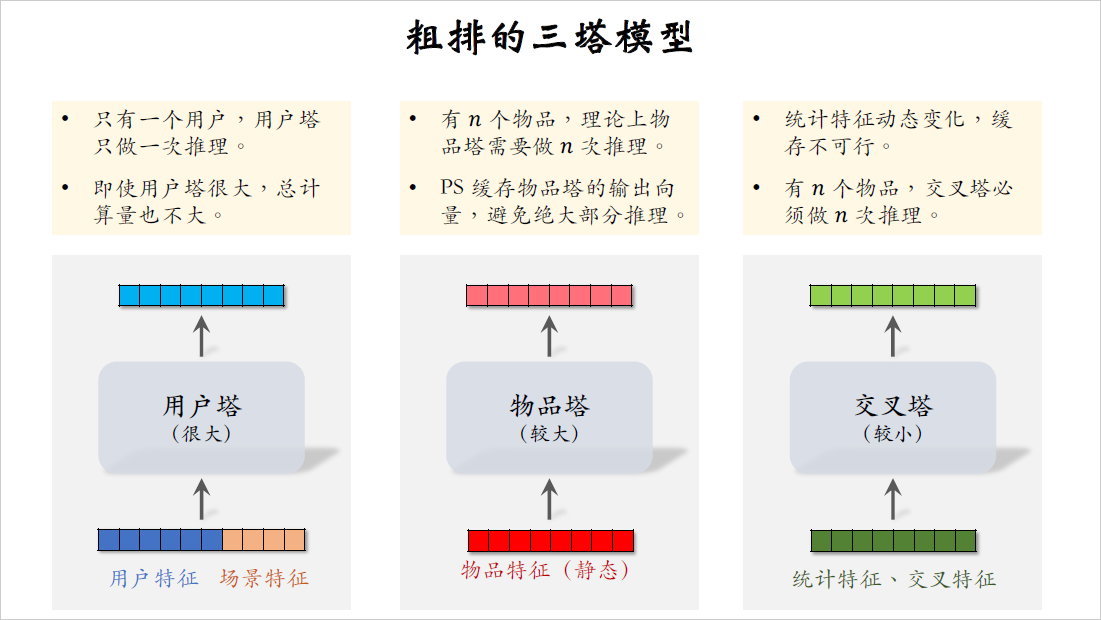 粗排的三塔模型
• 只有一个用户，用户塔
只做一次推理。
• 即使用户塔很大，总计
算量也不大。
• 有 n 个物品，理论上物
品塔需要做 n 次推理。
• PS 缓存物品塔的输出向
量，避免绝大部分推理。
• 统计特征动态变化，缓
存不可行。
• 有 n 个物品，交叉塔必
须做 n 次推理。
用户塔
（很大）
物品塔
（较大）
交叉塔
（较小）
用户特征 场景特征
物品特征（静态）
统计特征、交叉特征